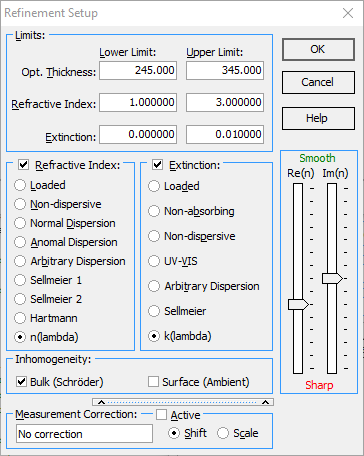 Refinement Setup
Limits:
Lower Limit: Upper Limit:
Opt. Thickness: 245.000 345.000
Refractive Index: 1.000000 3.000000
Extinction: 0.000000 0.010000
OK
Cancel
Help
Refractive Index:
Loaded
Non-dispersive
Normal Dispersion
Anomal Dispersion
Arbitrary Dispersion
Sellmeier 1
Sellmeier 2
Hartmann
n(lambda)
Extinction:
Loaded
Non-absorbing
Non-dispersive
UV-VIS
Arbitrary Dispersion
Sellmeier
k(lambda)
Smooth
Re(n) Im(n)
Sharp
Inhomogeneity:
Bulk (Schröder) Surface (Ambient)
Measurement Correction: Active
No correction Shift Scale